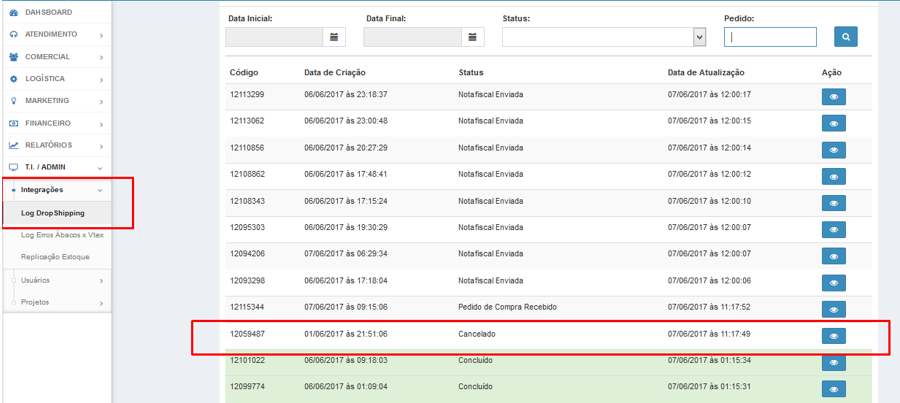 DAHSBOARD
ATENDIMENTO
COMERCIAL
LOGÍSTICA
MARKETING
FINANCEIRO
RELATÓRIOS
T.I. / ADMIN
Integrações
Log DropShipping
Log Erros Ábacos x Vtex
Replicação Estoque
Usuários
Projetos
Data Inicial: Data Final: Status: Pedido:
Código Data de Criação Status Data de Atualização Ação
12113299 06/06/2017 às 23:18:37 Notafiscal Enviada 07/06/2017 às 12:00:17
12113062 06/06/2017 às 23:00:48 Notafiscal Enviada 07/06/2017 às 12:00:15
12110856 06/06/2017 às 20:27:29 Notafiscal Enviada 07/06/2017 às 12:00:14
12108862 06/06/2017 às 17:48:41 Notafiscal Enviada 07/06/2017 às 12:00:12
12108343 06/06/2017 às 17:15:24 Notafiscal Enviada 07/06/2017 às 12:00:10
12095303 06/06/2017 às 19:30:29 Notafiscal Enviada 07/06/2017 às 12:00:07
12094206 07/06/2017 às 06:29:34 Notafiscal Enviada 07/06/2017 às 12:00:07
12093298 06/06/2017 às 17:18:04 Notafiscal Enviada 07/06/2017 às 12:00:06
12115344 07/06/2017 às 09:15:06 Pedido de Compra Recebido 07/06/2017 às 11:17:52
12059487 01/06/2017 às 21:51:06 Cancelado 07/06/2017 às 11:17:49
12101022 06/06/2017 às 09:18:03 Concluído 07/06/2017 às 01:15:34
12099774 06/06/2017 às 01:09:04 Concluído 07/06/2017 às 01:15:31